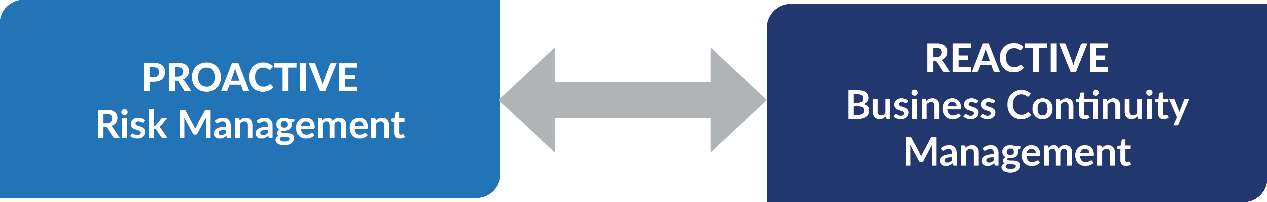 PROACTIVE
Risk Management
REACTIVE
Business Continuity
Management